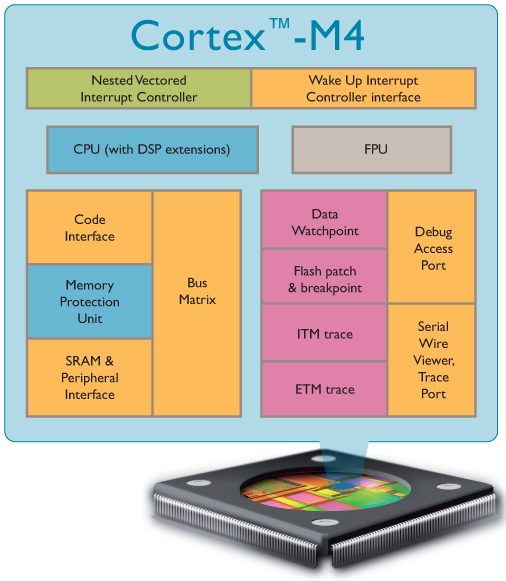 Cortex™-M4
Nested Vectored
Interrupt Controller
Wake Up Interrupt
Controller interface
CPU (with DSP extensions)
FPU
Code
Interface
Memory
Protection
Unit
SRAM &
Peripheral
Interface
Bus
Matrix
Data
Watchpoint
Flash patch
& breakpoint
ITM trace
ETM trace
Debug
Access
Port
Serial
Wire
Viewer,
Trace
Port